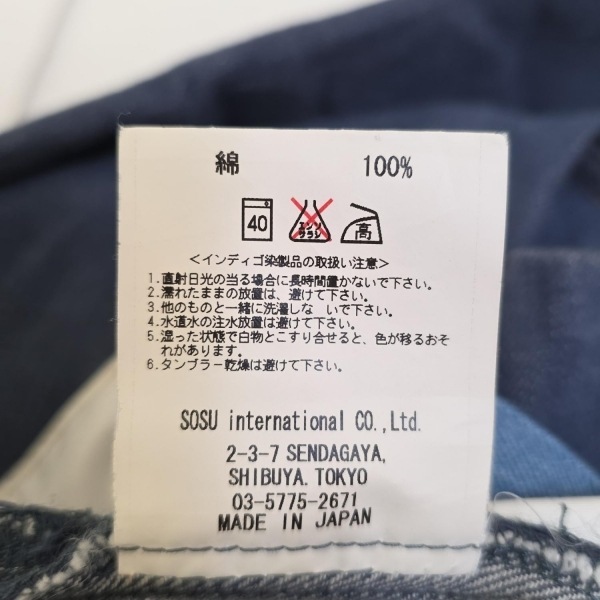 綿 100%
40 エンソ サラシ 高
<インディゴ染製品の取扱い注意>
1.直射日光の当る場合に長時間置かないで下さい。
2.濡れたままの放置は、避けて下さい。
3.他のものと一緒に洗濯しな いで下さい。
4.水道水の注水放置は避けて下さい。
5.湿った状態で白物とこすり合せると、色が移るおそ
れがあります。
6.タンブラー乾燥は避けて下さい。
SOSU international CO.,Ltd.
2-3-7 SENDAGAYA,
SHIBUYA. TOKYO
03-5775-2671
MADE IN JAPAN